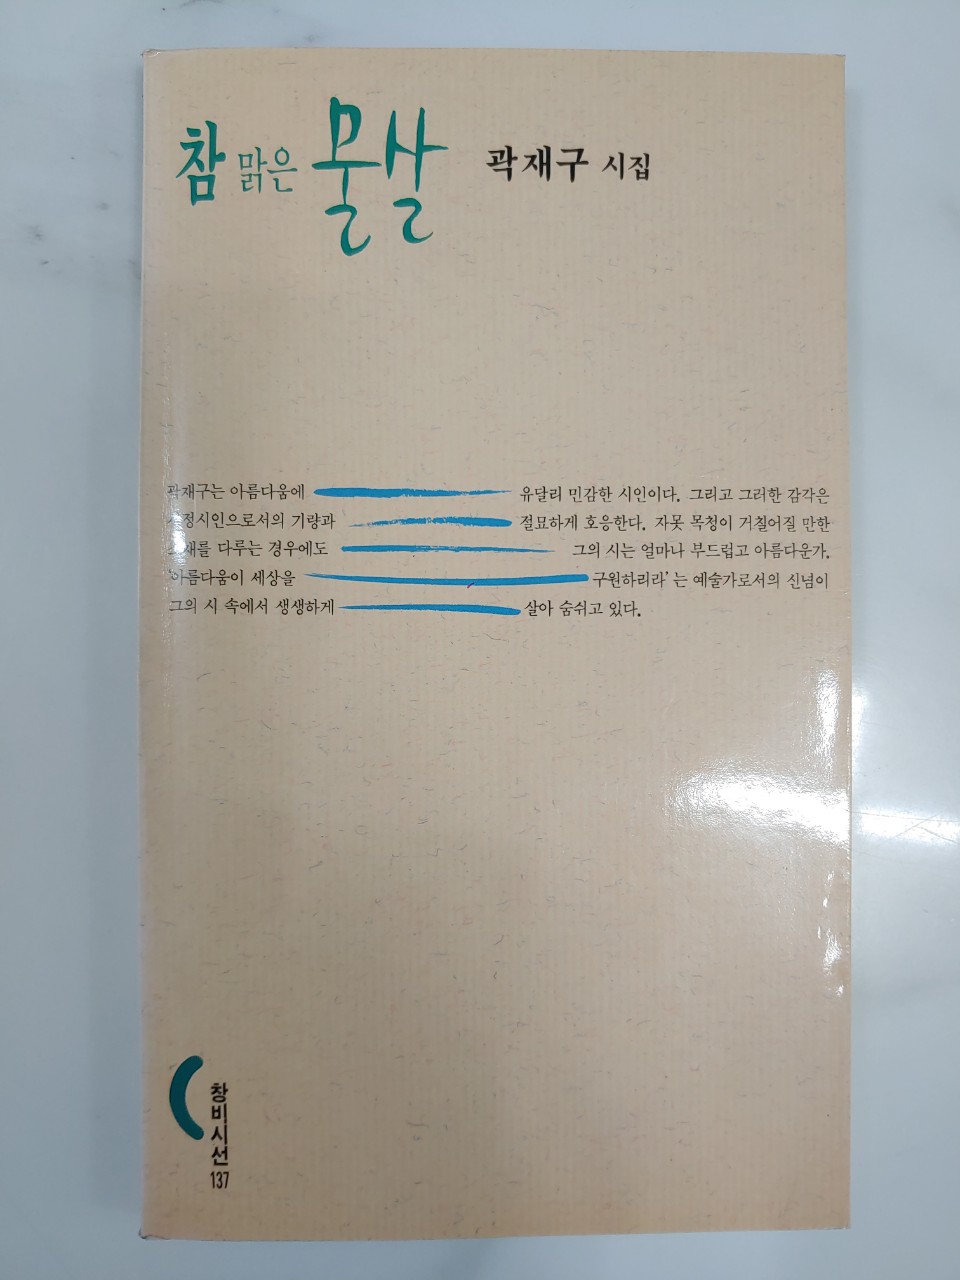 참 맑은 물살 곽재구 시집
곽재구는 아름다움에 유달리 민감한 시인이다. 그리고 그러한 감각은
서정시인으로서의 기량과 절묘하게 호응한다. 자못 목청이 거칠어질 만한
소재를 다루는 경우에도 그의 시는 얼마나 부드럽고 아름다운가.
'아름다움이 세상을 구원하리라'는 예술가로서의 신념이
그의 시 속에서 생생하게 살아 숨쉬고 있다.
창비시선
137